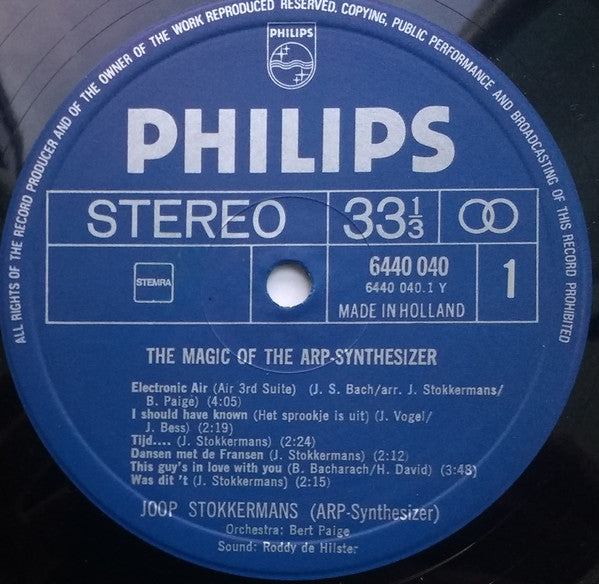 ALL RIGHTS OF THE RECORD PRODUCER AND OF THE OWNER OF THE WORK REPRODUCED RESERVED. COPYING, PUBLIC PERFORMANCE AND BROADCASTING OF THIS RECORD PROHIBITED
PHILIPS
PHILIPS
STEREO
33 1/3
STEMRA
6440 040
6440 040.1 Y
MADE IN HOLLAND
1
THE MAGIC OF THE ARP-SYNTHESIZER
Electronic Air (Air 3rd Suite) (J. S. Bach/arr. J. Stokkermans/
B. Paige) (4:05)
I should have known (Het sprookje is uit) (J. Vogel/
J. Bess) (2:19)
Tijd.... (J. Stokkermans) (2:24)
Dansen met de Fransen (J. Stokkermans) (2:12)
This guy's in love with you (B. Bacharach/H. David) (3:48)
Was dit 't (J. Stokkermans) (2:15)
JOOP STOKKERMANS (ARP-Synthesizer)
Orchestra: Bert Paige
Sound: Roddy de Hilster